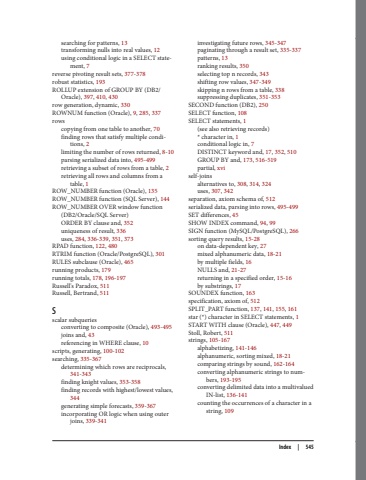 searching for patterns, 13
transforming nulls into real values, 12
using conditional logic in a SELECT state-
ment, 7
reverse pivoting result sets, 377-378
robust statistics, 193
ROLLUP extension of GROUP BY (DB2/
Oracle), 397, 410, 430
row generation, dynamic, 330
ROWNUM function (Oracle), 9, 285, 337
rows
copying from one table to another, 70
finding rows that satisfy multiple condi-
tions, 2
limiting the number of rows returned, 8-10
parsing serialized data into, 495-499
retrieving a subset of rows from a table, 2
retrieving all rows and columns from a
table, 1
ROW_NUMBER function (Oracle), 155
ROW_NUMBER function (SQL Server), 144
ROW_NUMBER OVER window function
(DB2/Oracle/SQL Server)
ORDER BY clause and, 352
uniqueness of result, 336
uses, 284, 336-339, 351, 373
RPAD function, 122, 480
RTRIM function (Oracle/PostgreSQL), 301
RULES subclause (Oracle), 465
running products, 179
running totals, 178, 196-197
Russell's Paradox, 511
Russell, Bertrand, 511
S
scalar subqueries
converting to composite (Oracle), 493-495
joins and, 43
referencing in WHERE clause, 10
scripts, generating, 100-102
searching, 335-367
determining which rows are reciprocals,
341-343
finding knight values, 353-358
finding records with highest/lowest values,
344
generating simple forecasts, 359-367
incorporating OR logic when using outer
joins, 339-341
investigating future rows, 345-347
paginating through a result set, 335-337
patterns, 13
ranking results, 350
selecting top n records, 343
shifting row values, 347-349
skipping n rows from a table, 338
suppressing duplicates, 351-353
SECOND function (DB2), 250
SELECT function, 108
SELECT statements, 1
(see also retrieving records)
* character in, 1
conditional logic in, 7
DISTINCT keyword and, 17, 352, 510
GROUP BY and, 173, 516-519
partial, xvi
self-joins
alternatives to, 308, 314, 324
uses, 307, 342
separation, axiom schema of, 512
serialized data, parsing into rows, 495-499
SET differences, 45
SHOW INDEX command, 94, 99
SIGN function (MySQL/PostgreSQL), 266
sorting query results, 15-28
on data-dependent key, 27
mixed alphanumeric data, 18-21
by multiple fields, 16
NULLS and, 21-27
returning in a specified order, 15-16
by substrings, 17
SOUNDEX function, 163
specification, axiom of, 512
SPLIT_PART function, 137, 141, 155, 161
star (*) character in SELECT statements, 1
START WITH clause (Oracle), 447, 449
Stoll, Robert, 511
strings, 105-167
alphabetizing, 141-146
alphanumeric, sorting mixed, 18-21
comparing strings by sound, 162-164
converting alphanumeric strings to num-
bers, 193-195
converting delimited data into a multivalued
IN-list, 136-141
counting the occurrences of a character in a
string, 109
Index | 545